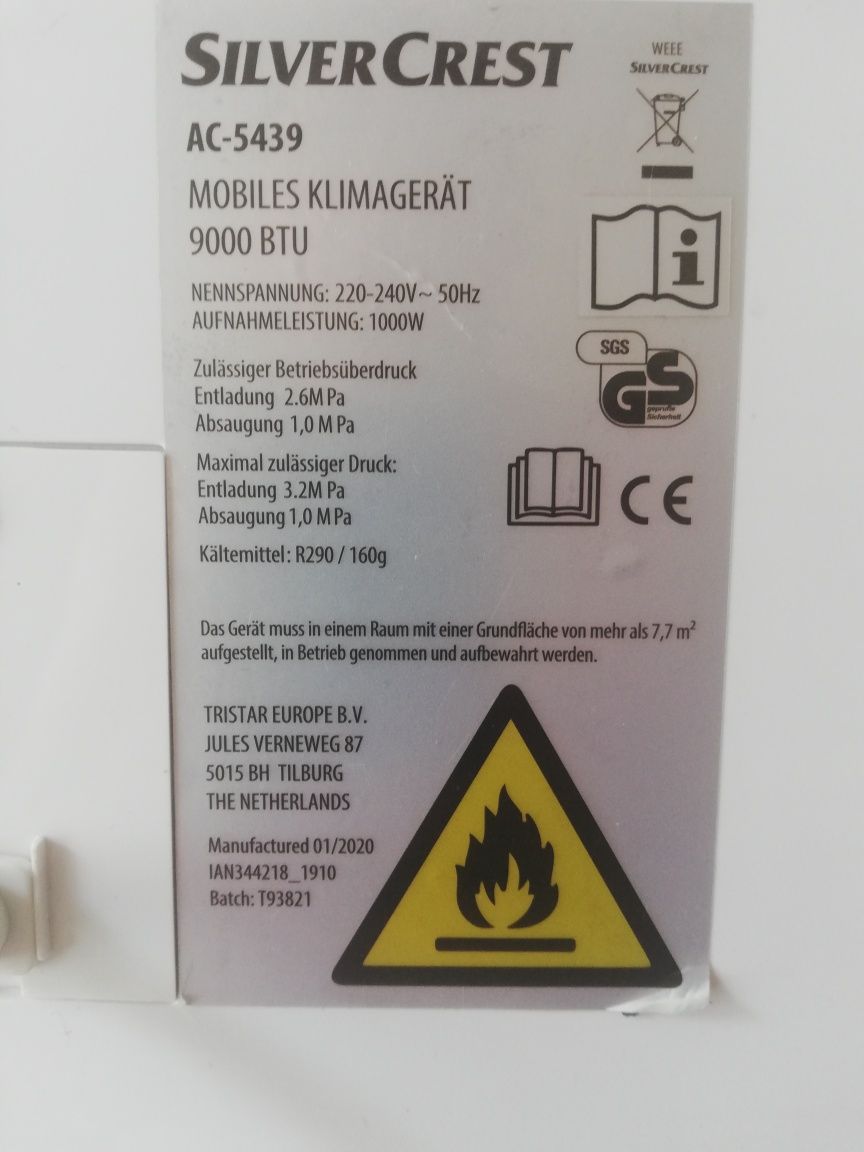 SILVERCREST
WEEE
SILVERCREST
AC-5439
MOBILES KLIMAGERÄT
9000 BTU
NENNSPANNUNG: 220-240V~ 50Hz
AUFNAHMELEISTUNG: 1000W
SGS
GS
geprüfte
Sicherheit
Zulässiger Betriebsüberdruck
Entladung 2.6M Pa
Absaugung 1,0 M Pa
Maximal zulässiger Druck:
Entladung 3.2M Pa
Absaugung 1,0 M Pa
CE
Kältemittel: R290 / 160g
Das Gerät muss in einem Raum mit einer Grundfläche von mehr als 7,7 m²
aufgestellt, in Betrieb genommen und aufbewahrt werden.
TRISTAR EUROPE B.V.
JULES VERNEWEG 87
5015 BH TILBURG
THE NETHERLANDS
Manufactured 01/2020
IAN344218_1910
Batch: T93821